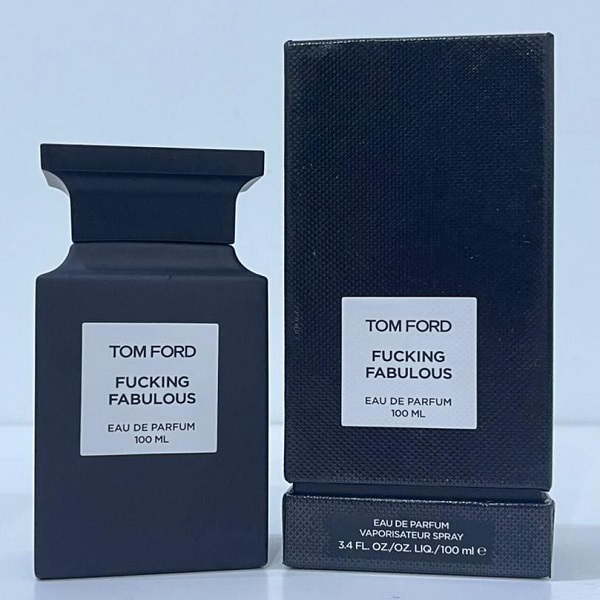 TOM FORD
FUCKING
FABULOUS
EAU DE PARFUM
100 ML
TOM FORD
FUCKING
FABULOUS
EAU DE PARFUM
100 ML
EAU DE PARFUM
VAPORISATEUR SPRAY
3.4 FL. OZ./OZ. LIQ./100 ml ℮